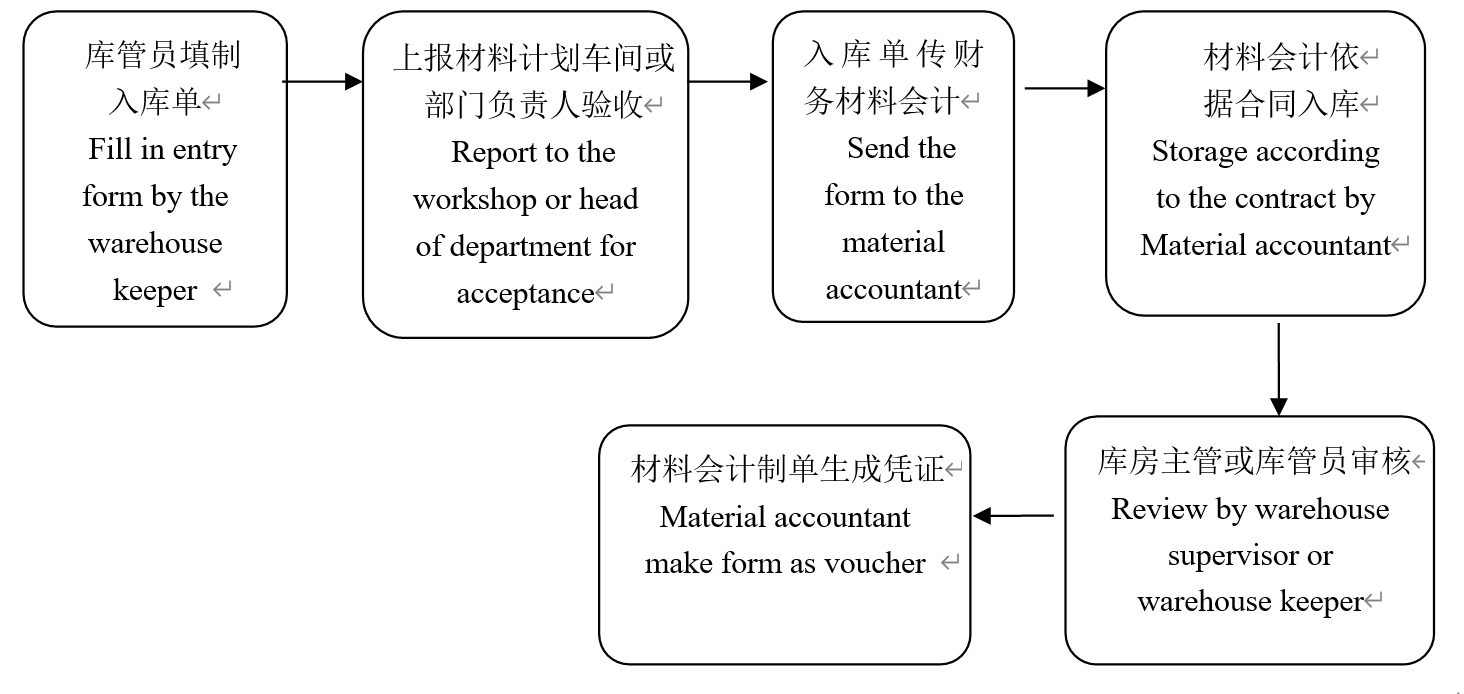 库管员填制
入库单
Fill in entry
form by the
warehouse
keeper
上报材料计划车间或
部门负责人验收
Report to the
workshop or head
of department for
acceptance
入库单传财
务材料会计
Send the
form to the
material
accountant
材料会计依
据合同入库
Storage according
to the contract by
Material accountant
库房主管或库管员审核
Review by warehouse
supervisor or
warehouse keeper
材料会计制单生成凭证
Material accountant
make form as voucher